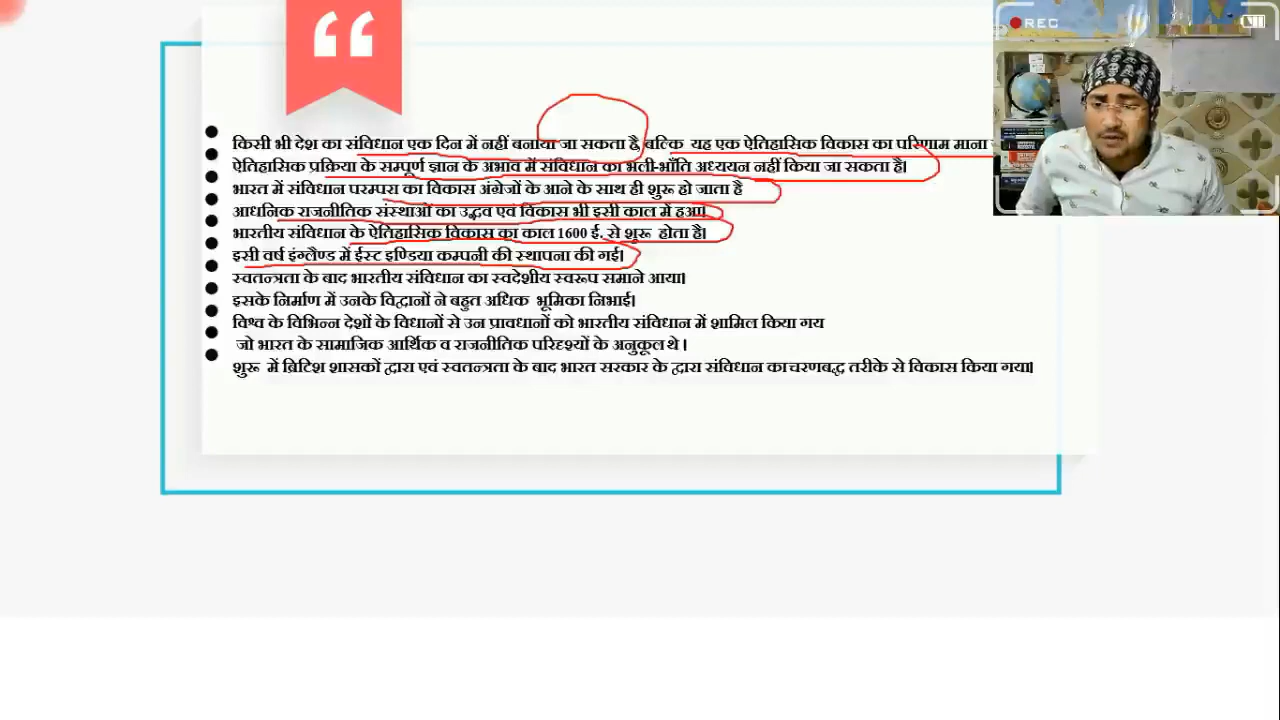 REC
किसी भी देश का संविधान एक दिन में नहीं बनाया जा सकता है, बल्कि यह एक ऐतिहासिक विकास का परिणाम माना
ऐतिहासिक प्रक्रिया के सम्पूर्ण ज्ञान के अभाव में संविधान का भली-भाँति अध्ययन नहीं किया जा सकता है।
भारत में संविधान परम्परा का विकास अंग्रेजों के आने के साथ ही शुरू हो जाता है
आधनिक राजनीतिक संस्थाओं का उद्भव एवं विकास भी इसी काल में हआ
भारतीय संविधान के ऐतिहासिक विकास का काल 1600 ई. से शुरू होता है।
इसी वर्ष इंग्लैण्ड में ईस्ट इण्डिया कम्पनी की स्थापना की गई।
स्वतन्त्रता के बाद भारतीय संविधान का स्वदेशीय स्वरूप समाने आया।
इसके निर्माण में उनके विद्वानों ने बहुत अधिक भूमिका निभाई।
विश्व के विभिन्न देशों के विधानों से उन प्रावधानों को भारतीय संविधान में शामिल किया गय
जो भारत के सामाजिक आर्थिक व राजनीतिक परिदृश्यों के अनुकूल थे ।
शुरू में ब्रिटिश शासकों द्वारा एवं स्वतन्त्रता के बाद भारत सरकार के द्वारा संविधान का चरणबद्ध तरीके से विकास किया गया।